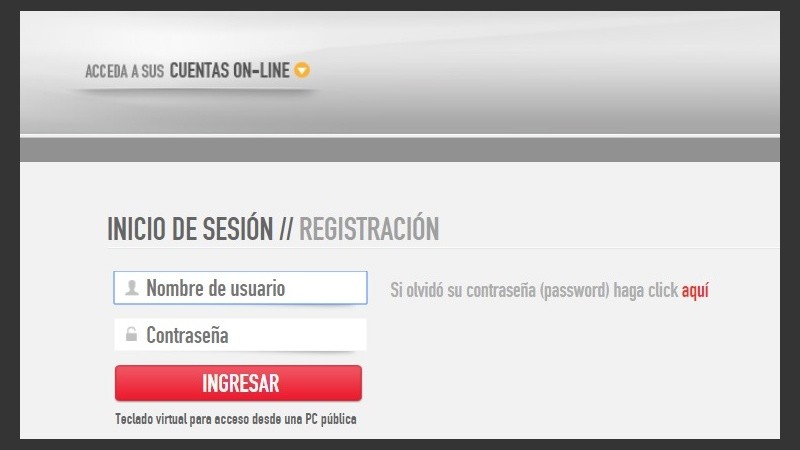 ACCEDA A SUS CUENTAS ON-LINE
INICIO DE SESIÓN // REGISTRACIÓN
Nombre de usuario
Si olvidó su contraseña (password) haga click aquí
Contraseña
INGRESAR
Teclado virtual para acceso desde una PC pública